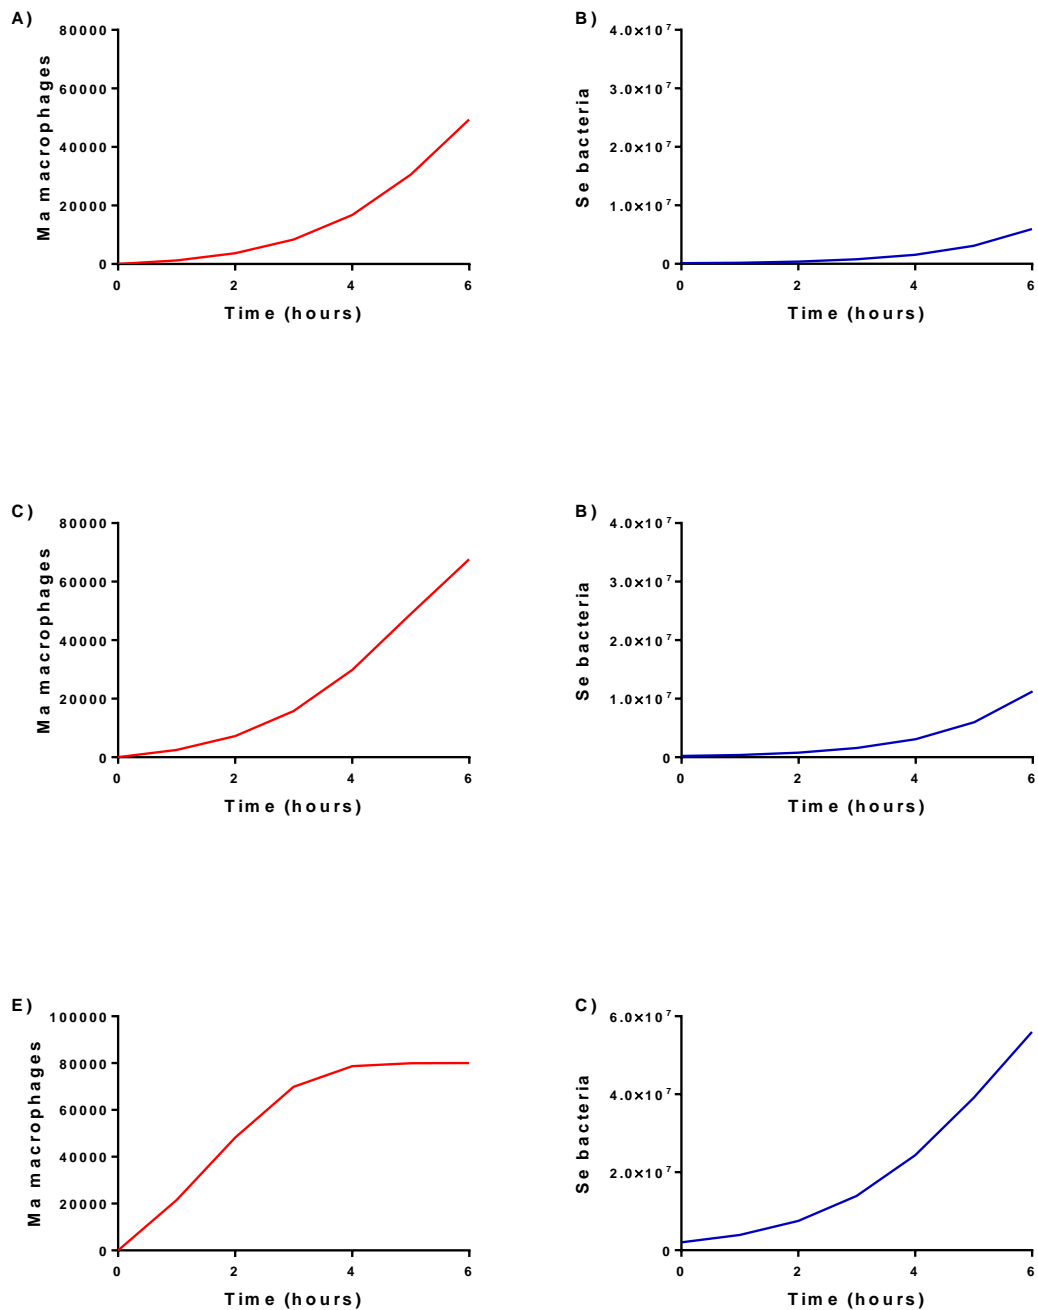 A)
Ma macrophages
80000
60000
40000
20000
0
0 2 4 6
Time (hours)
B)
Se bacteria
4.0×10⁷
3.0×10⁷
2.0×10⁷
1.0×10⁷
0
0 2 4 6
Time (hours)
C)
Ma macrophages
80000
60000
40000
20000
0
0 2 4 6
Time (hours)
B)
Se bacteria
4.0×10⁷
3.0×10⁷
2.0×10⁷
1.0×10⁷
0
0 2 4 6
Time (hours)
E)
Ma macrophages
100000
80000
60000
40000
20000
0
0 2 4 6
Time (hours)
C)
Se bacteria
6.0×10⁷
4.0×10⁷
2.0×10⁷
0
0 2 4 6
Time (hours)